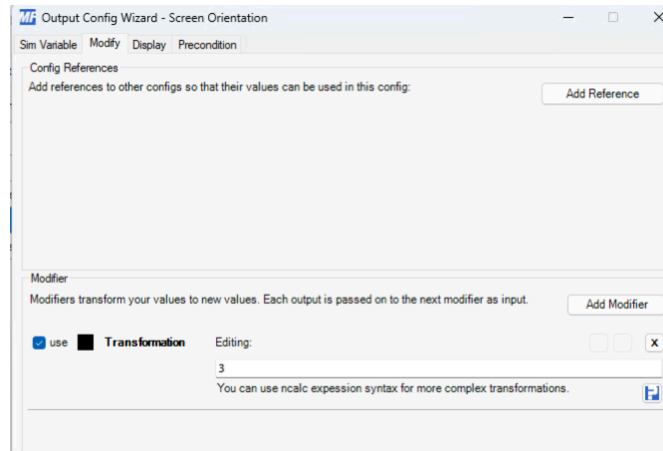 MF Output Config Wizard - Screen Orientation
Sim Variable Modify Display Precondition
Config References
Add references to other configs so that their values can be used in this config:
Add Reference
Modifier
Modifiers transform your values to new values. Each output is passed on to the next modifier as input.
Add Modifier
use Transformation Editing:
X
3
You can use ncalc expession syntax for more complex transformations.